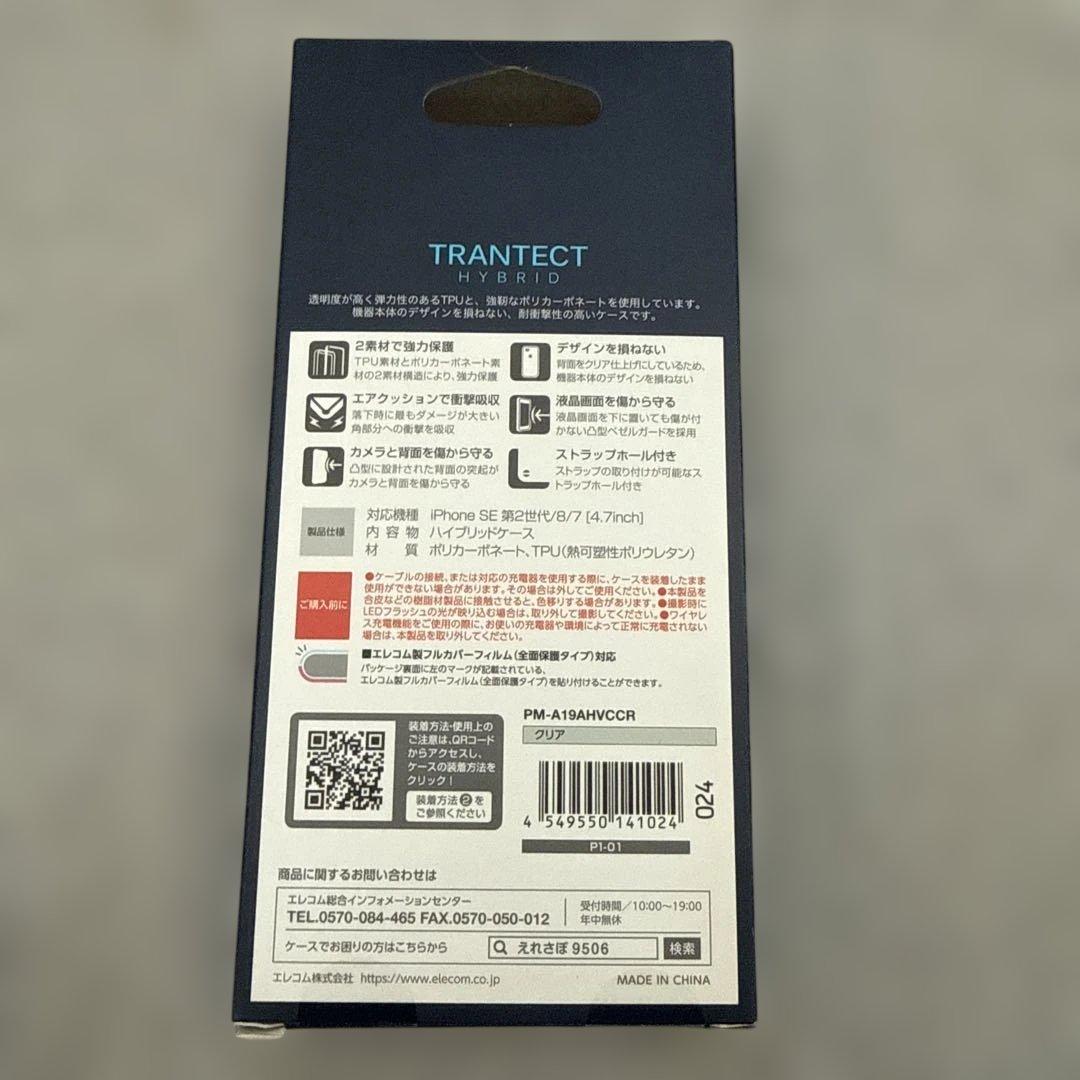 TRANTECT
HYBRID
透明度が高く弾力性のあるTPUと、強靭なポリカーボネートを使用しています。
機器本体のデザインを損ねない、耐衝撃性の高いケースです。
2素材で強力保護
TPU素材とポリカーボネート素
材の2素材構造により、強力保護
デザインを損ねない
背面をクリア仕上げにしているため、
機器本体のデザインを損ねない
エアクッションで衝撃吸収
落下時に最もダメージが大きい
角部分への衝撃を吸収
液晶画面を傷から守る
液晶画面を下に置いても傷が付
かない凸型ベゼルガードを採用
カメラと背面を傷から守る
凸型に設計された背面の突起が
カメラと背面を傷から守る
ストラップホール付き
ストラップの取り付けが可能なス
トラップホール付き
製品仕様
対応機種 iPhone SE 第2世代/8/7 [4.7inch]
内容物 ハイブリッドケース
材質 ポリカーボネート、TPU(熱可塑性ポリウレタン)
ご購入前に
●ケーブルの接続、または対応の充電器を使用する際に、ケースを装着したまま
使用ができない場合があります。その場合は外してご使用ください。●本製品を
合皮などの樹脂材製品に接触させると、色移りする場合があります。●撮影時に
LEDフラッシュの光が映り込む場合は、取り外して撮影してください。●ワイヤレ
ス充電機能をご使用の際に、お使いの充電器や環境によって正常に充電されない
場合は、本製品を取り外してください。
■エレコム製フルカバーフィルム(全面保護タイプ)対応
パッケージ裏面に左のマークが記載されている、
エレコム製フルカバーフィルム(全面保護タイプ)を貼り付けることができます。
装着方法・使用上の
ご注意は、QRコード
からアクセスし、
ケースの装着方法を
クリック!
装着方法❷を
ご参照ください
PM-A19AHVCCR
クリア
4 549550 141024
024
P1-01
商品に関するお問い合わせは
エレコム総合インフォメーションセンター
TEL.0570-084-465 FAX.0570-050-012
受付時間/10:00〜19:00
年中無休
ケースでお困りの方はこちらから
えれさぽ 9506
検索
エレコム株式会社 https://www.elecom.co.jp
MADE IN CHINA